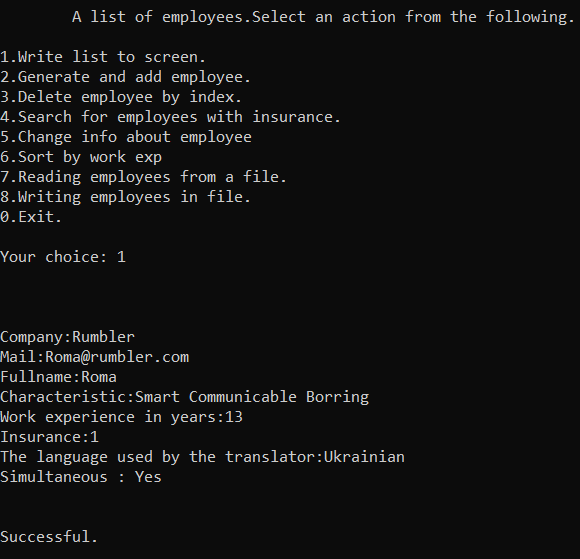 A list of employees.Select an action from the following.
1.Write list to screen.
2.Generate and add employee.
3.Delete employee by index.
4.Search for employees with insurance.
5.Change info about employee
6.Sort by work exp
7.Reading employees from a file.
8.Writing employees in file.
0.Exit.
Your choice: 1
Company:Rumbler
Mail:Roma@rumbler.com
Fullname:Roma
Characteristic:Smart Communicable Borring
Work experience in years:13
Insurance:1
The language used by the translator:Ukrainian
Simultaneous : Yes
Successful.